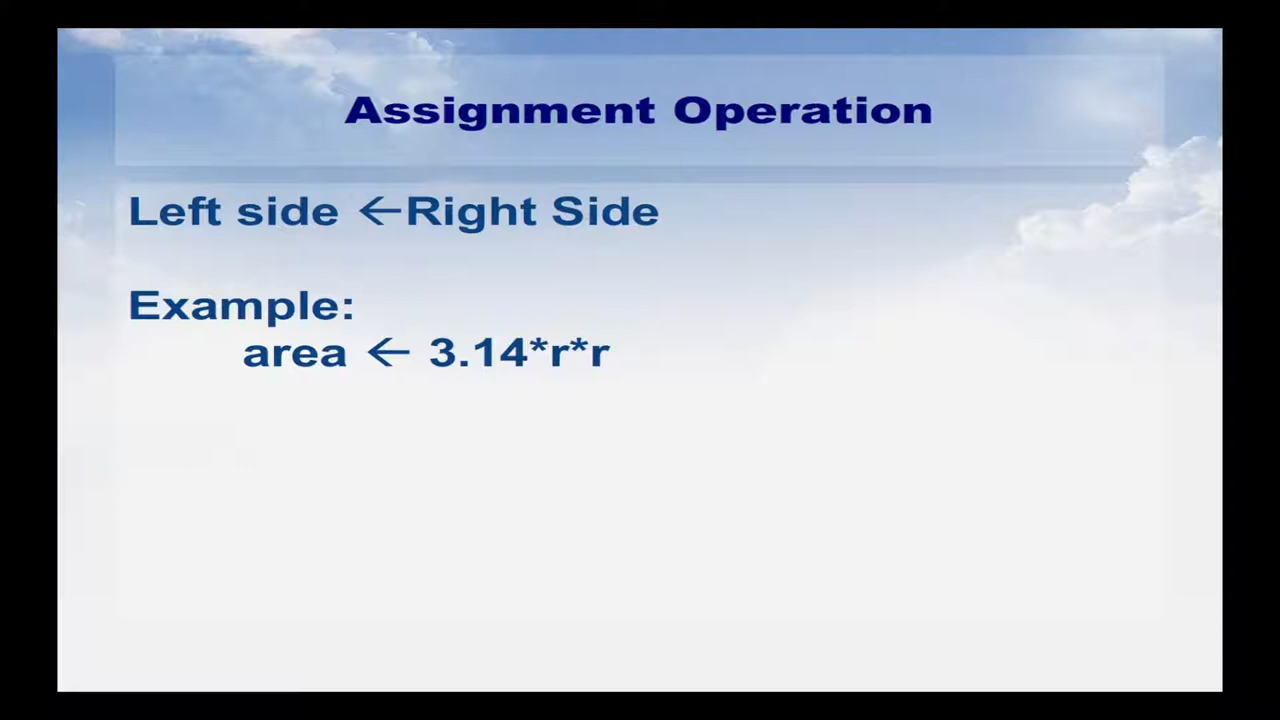 Assignment Operation
Left side ←Right Side
Example:
area ← 3.14*r*r